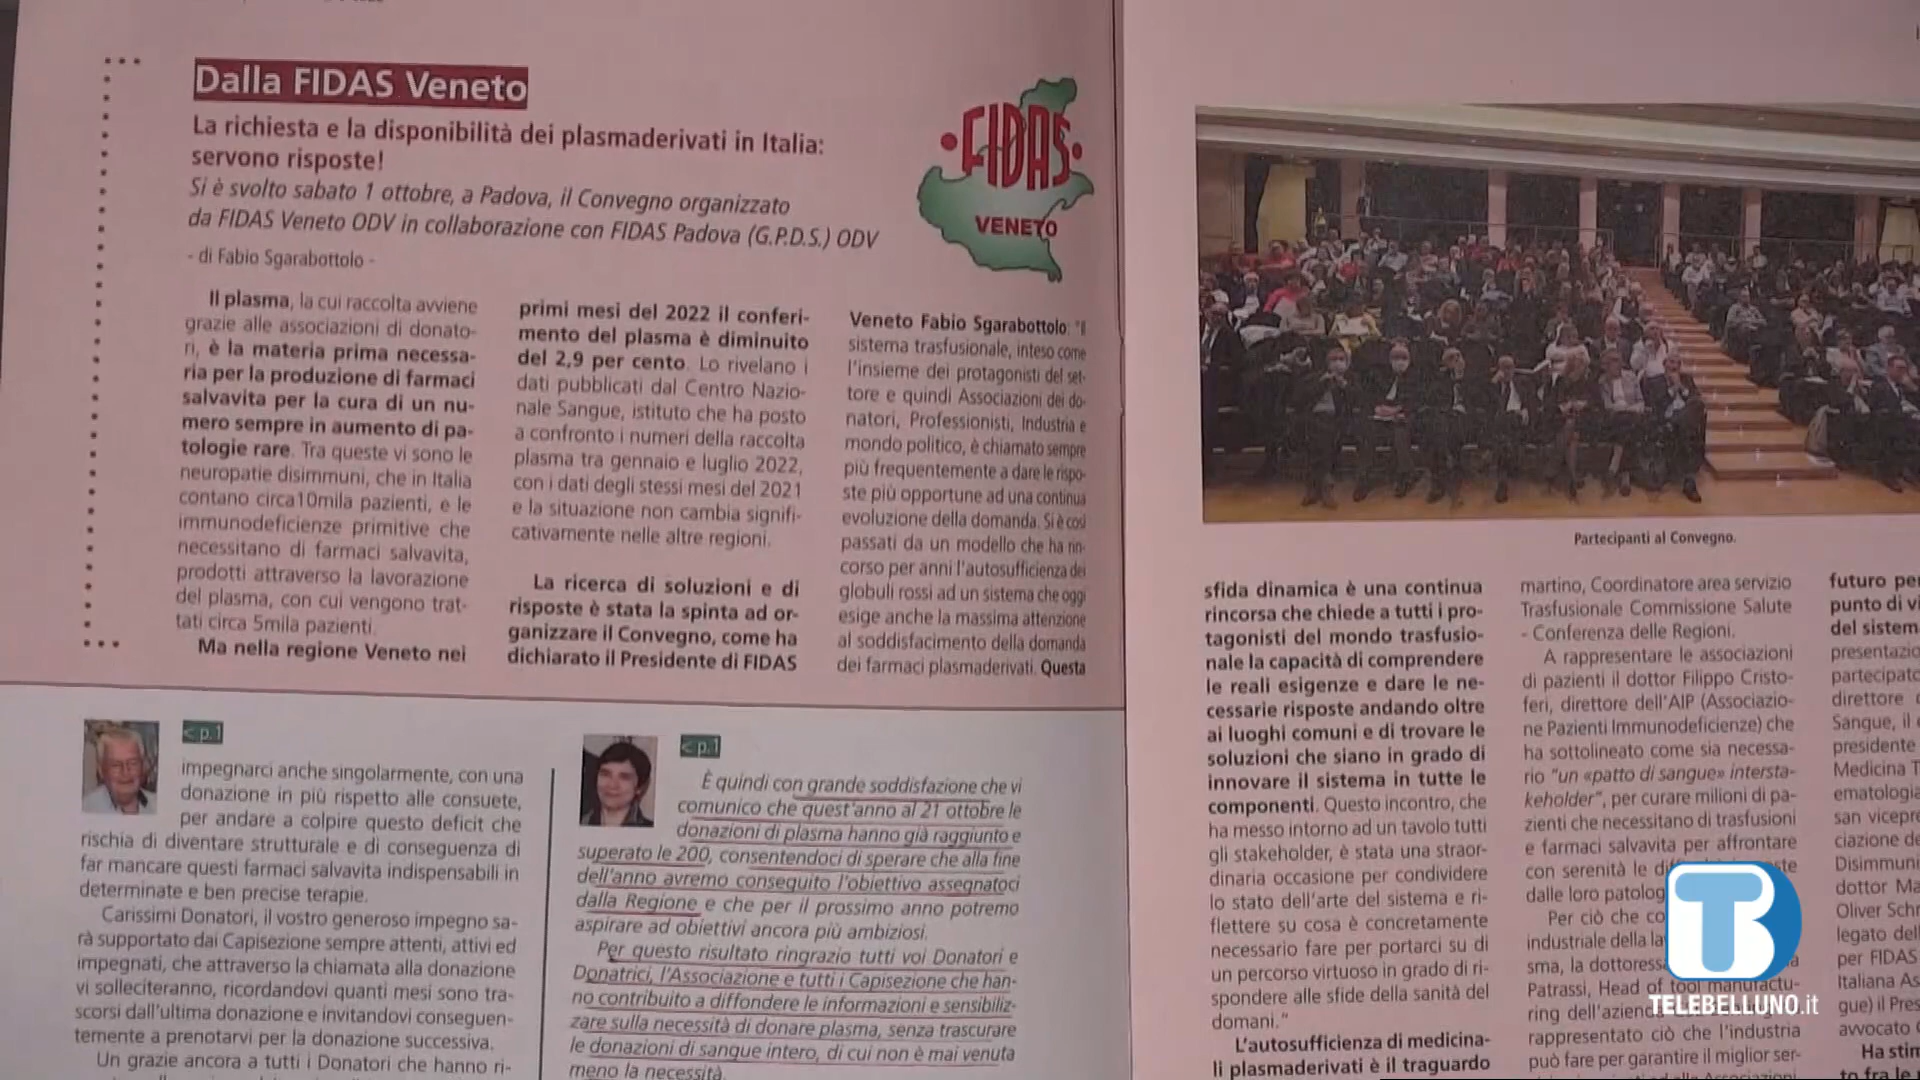 Dalla FIDAS Veneto
La richiesta e la disponibilità dei plasmaderivati in Italia:
servono risposte!
Si è svolto sabato 1 ottobre, a Padova, il Convegno organizzato
da FIDAS Veneto ODV in collaborazione con FIDAS Padova (G.P.D.S.) ODV
- di Fabio Sgarabottolo -
FIDAS
VENETO
Il plasma, la cui raccolta avviene
grazie alle associazioni di donato-
ri, è la materia prima necessa-
ria per la produzione di farmaci
salvavita per la cura di un nu-
mero sempre in aumento di pa-
tologie rare. Tra queste vi sono le
neuropatie disimmuni, che in Italia
contano circa10mila pazienti, e le
immunodeficienze primitive che
necessitano di farmaci salvavita,
prodotti attraverso la lavorazione
del plasma, con cui vengono trat-
tati circa 5mila pazienti.
Ma nella regione Veneto nei
primi mesi del 2022 il conferi-
mento del plasma è diminuito
del 2,9 per cento. Lo rivelano i
dati pubblicati dal Centro Nazio-
nale Sangue, istituto che ha posto
a confronto i numeri della raccolta
plasma tra gennaio e luglio 2022,
con i dati degli stessi mesi del 2021
e la situazione non cambia signifi-
cativamente nelle altre regioni.
La ricerca di soluzioni e di
risposte è stata la spinta ad or-
ganizzare il Convegno, come ha
dichiarato il Presidente di FIDAS
Veneto Fabio Sgarabottolo: "Il
sistema trasfusionale, inteso come
l'insieme dei protagonisti del set-
tore e quindi Associazioni dei do-
natori, Professionisti, Industria e
mondo politico, è chiamato sempre
più frequentemente a dare le rispo-
ste più opportune ad una continua
evoluzione della domanda. Si è così
passati da un modello che ha rin-
corso per anni l'autosufficienza dei
globuli rossi ad un sistema che oggi
esige anche la massima attenzione
al soddisfacimento della domanda
dei farmaci plasmaderivati. Questa
< p.1
impegnarci anche singolarmente, con una
donazione in più rispetto alle consuete,
per andare a colpire questo deficit che
rischia di diventare strutturale e di conseguenza di
far mancare questi farmaci salvavita indispensabili in
determinate e ben precise terapie.
Carissimi Donatori, il vostro generoso impegno sa-
rà supportato dai Capisezione sempre attenti, attivi ed
impegnati, che attraverso la chiamata alla donazione
vi solleciteranno, ricordandovi quanti mesi sono tra-
scorsi dall'ultima donazione e invitandovi conseguen-
temente a prenotarvi per la donazione successiva.
Un grazie ancora a tutti i Donatori che hanno ri-
< p.1
È quindi con grande soddisfazione che vi
comunico che quest'anno al 21 ottobre le
donazioni di plasma hanno già raggiunto e
superato le 200, consentendoci di sperare che alla fine
dell'anno avremo conseguito l'obiettivo assegnatoci
dalla Regione e che per il prossimo anno potremo
aspirare ad obiettivi ancora più ambiziosi.
Per questo risultato ringrazio tutti voi Donatori e
Donatrici, l'Associazione e tutti i Capisezione che han-
no contribuito a diffondere le informazioni e sensibiliz-
zare sulla necessità di donare plasma, senza trascurare
le donazioni di sangue intero, di cui non è mai venuta
meno la necessità.
Partecipanti al Convegno.
sfida dinamica è una continua
rincorsa che chiede a tutti i pro-
tagonisti del mondo trasfusio-
nale la capacità di comprendere
le reali esigenze e dare le ne-
cessarie risposte andando oltre
ai luoghi comuni e di trovare le
soluzioni che siano in grado di
innovare il sistema in tutte le
componenti. Questo incontro, che
ha messo intorno ad un tavolo tutti
gli stakeholder, è stata una straor-
dinaria occasione per condividere
lo stato dell'arte del sistema e ri-
flettere su cosa è concretamente
necessario fare per portarci su di
un percorso virtuoso in grado di ri-
spondere alle sfide della sanità del
domani."
L'autosufficienza di medicina-
li plasmaderivati è il traguardo
martino, Coordinatore area servizio
Trasfusionale Commissione Salute
- Conferenza delle Regioni.
A rappresentare le associazioni
di pazienti il dottor Filippo Cristo-
feri, direttore dell'AIP (Associazio-
ne Pazienti Immunodeficienze) che
ha sottolineato come sia necessa-
rio "un «patto di sangue» intersta-
keholder", per curare milioni di pa-
zienti che necessitano di trasfusioni
e farmaci salvavita per affrontare
con serenità le
dalle loro
Per ciò che
industriale della
sma, la
Patrassi, Head of tool manufactu-
ring
rappresentato ciò che l'industria
può fare per garantire il miglior ser-
futuro
punto di
del
direttore
Sangue, il
presidente
Medicina
dottor
Oliver
per FIDAS
Italiana
gue) il
avvocato
Ha
to fra le
TB
TELEBELLUNO.it